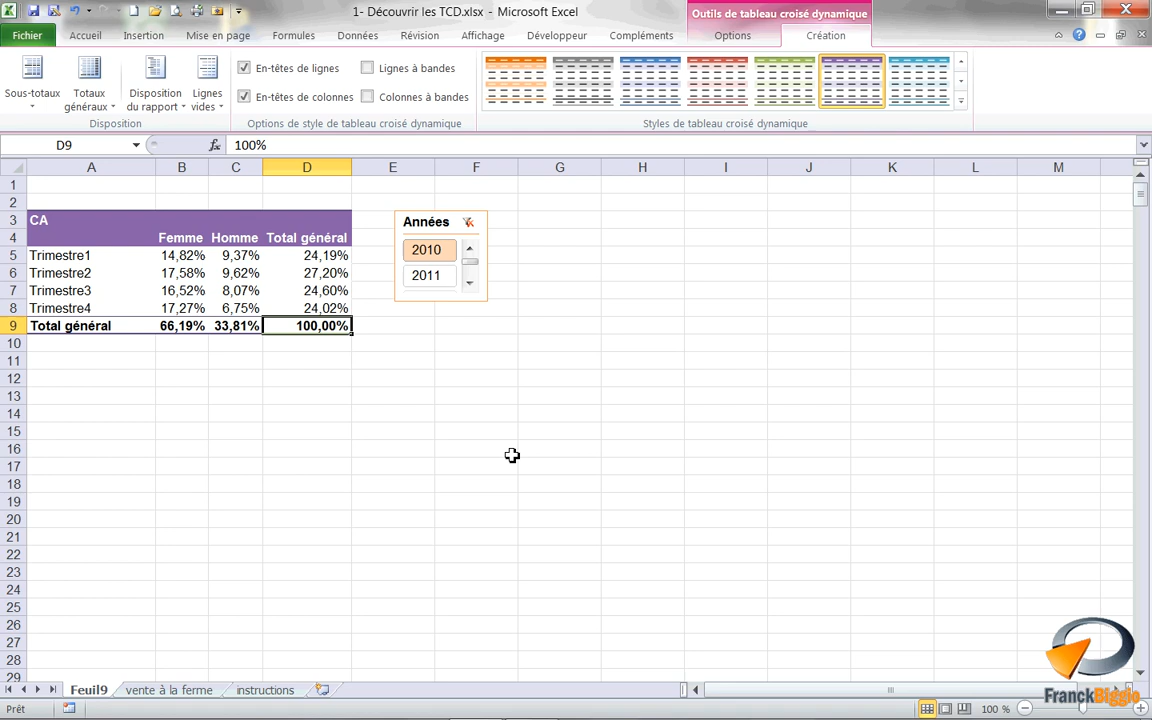 1- Découvrir les TCD.xlsx - Microsoft Excel
Outils de tableau croisé dynamique
Fichier Accueil Insertion Mise en page Formules Données Révision Affichage Développeur Compléments Options Création
Sous-totaux
Totaux généraux
Disposition du rapport
Lignes vides
En-têtes de lignes Lignes à bandes
En-têtes de colonnes Colonnes à bandes
Disposition Options de style de tableau croisé dynamique Styles de tableau croisé dynamique
D9 fx 100%
A B C D E F G H I J K L M
1
2
3 CA Années
4 Femme Homme Total général
5 Trimestre1 14,82% 9,37% 24,19% 2010
6 Trimestre2 17,58% 9,62% 27,20% 2011
7 Trimestre3 16,52% 8,07% 24,60%
8 Trimestre4 17,27% 6,75% 24,02%
9 Total général 66,19% 33,81% 100,00%
10
11
12
13
14
15
16
17
18
19
20
21
22
23
24
25
26
27
28
29
FranckBiggio
Feuil9 vente à la ferme instructions
Prêt 100 %